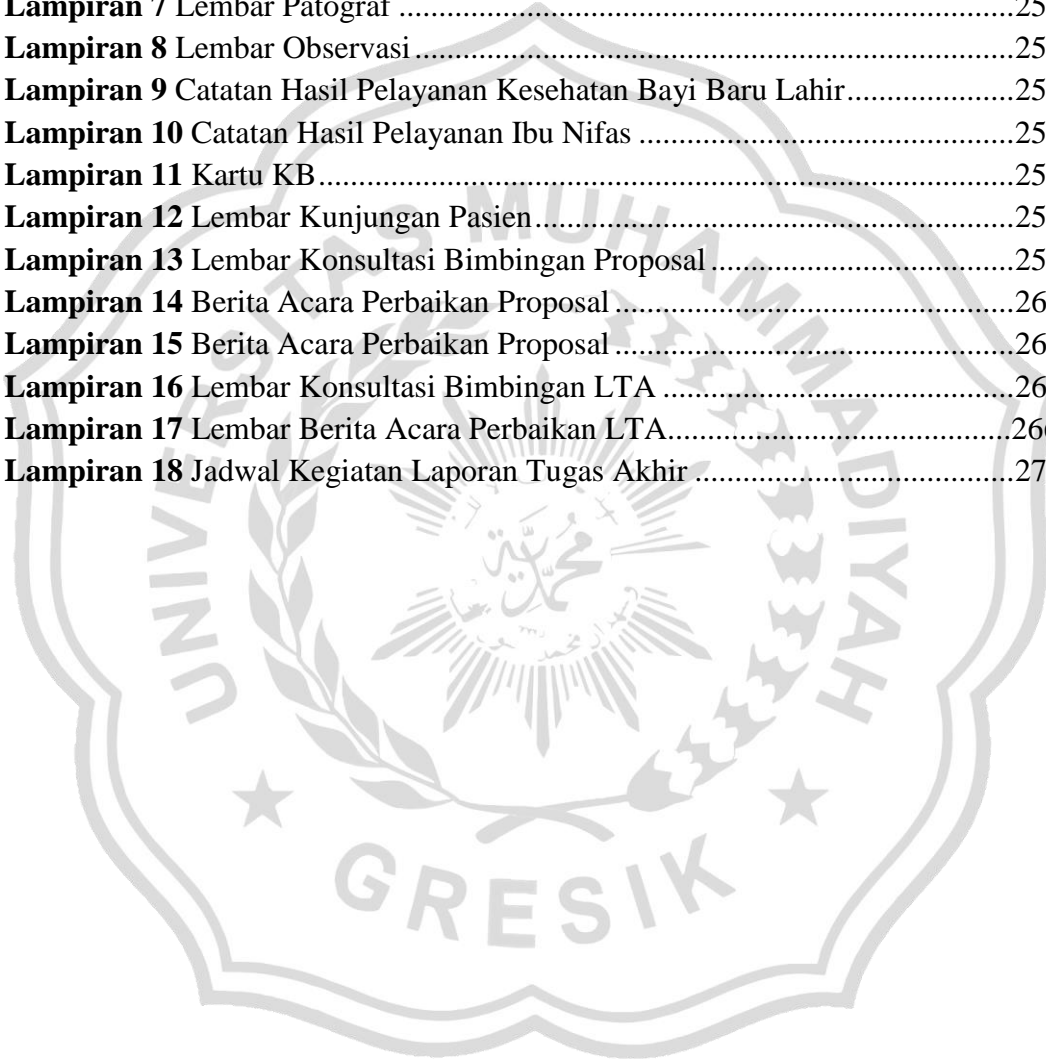 Lampiran 7 Lembar Patograf ..........25
Lampiran 8 Lembar Observasi ..........25
Lampiran 9 Catatan Hasil Pelayanan Kesehatan Bayi Baru Lahir ..........25
Lampiran 10 Catatan Hasil Pelayanan Ibu Nifas ..........25
Lampiran 11 Kartu KB ..........25
Lampiran 12 Lembar Kunjungan Pasien ..........25
Lampiran 13 Lembar Konsultasi Bimbingan Proposal ..........25
Lampiran 14 Berita Acara Perbaikan Proposal ..........26
Lampiran 15 Berita Acara Perbaikan Proposal ..........26
Lampiran 16 Lembar Konsultasi Bimbingan LTA ..........26
Lampiran 17 Lembar Berita Acara Perbaikan LTA ..........266
Lampiran 18 Jadwal Kegiatan Laporan Tugas Akhir ..........27
UNIVERSITAS MUHAMMADIYAH
GRESIK